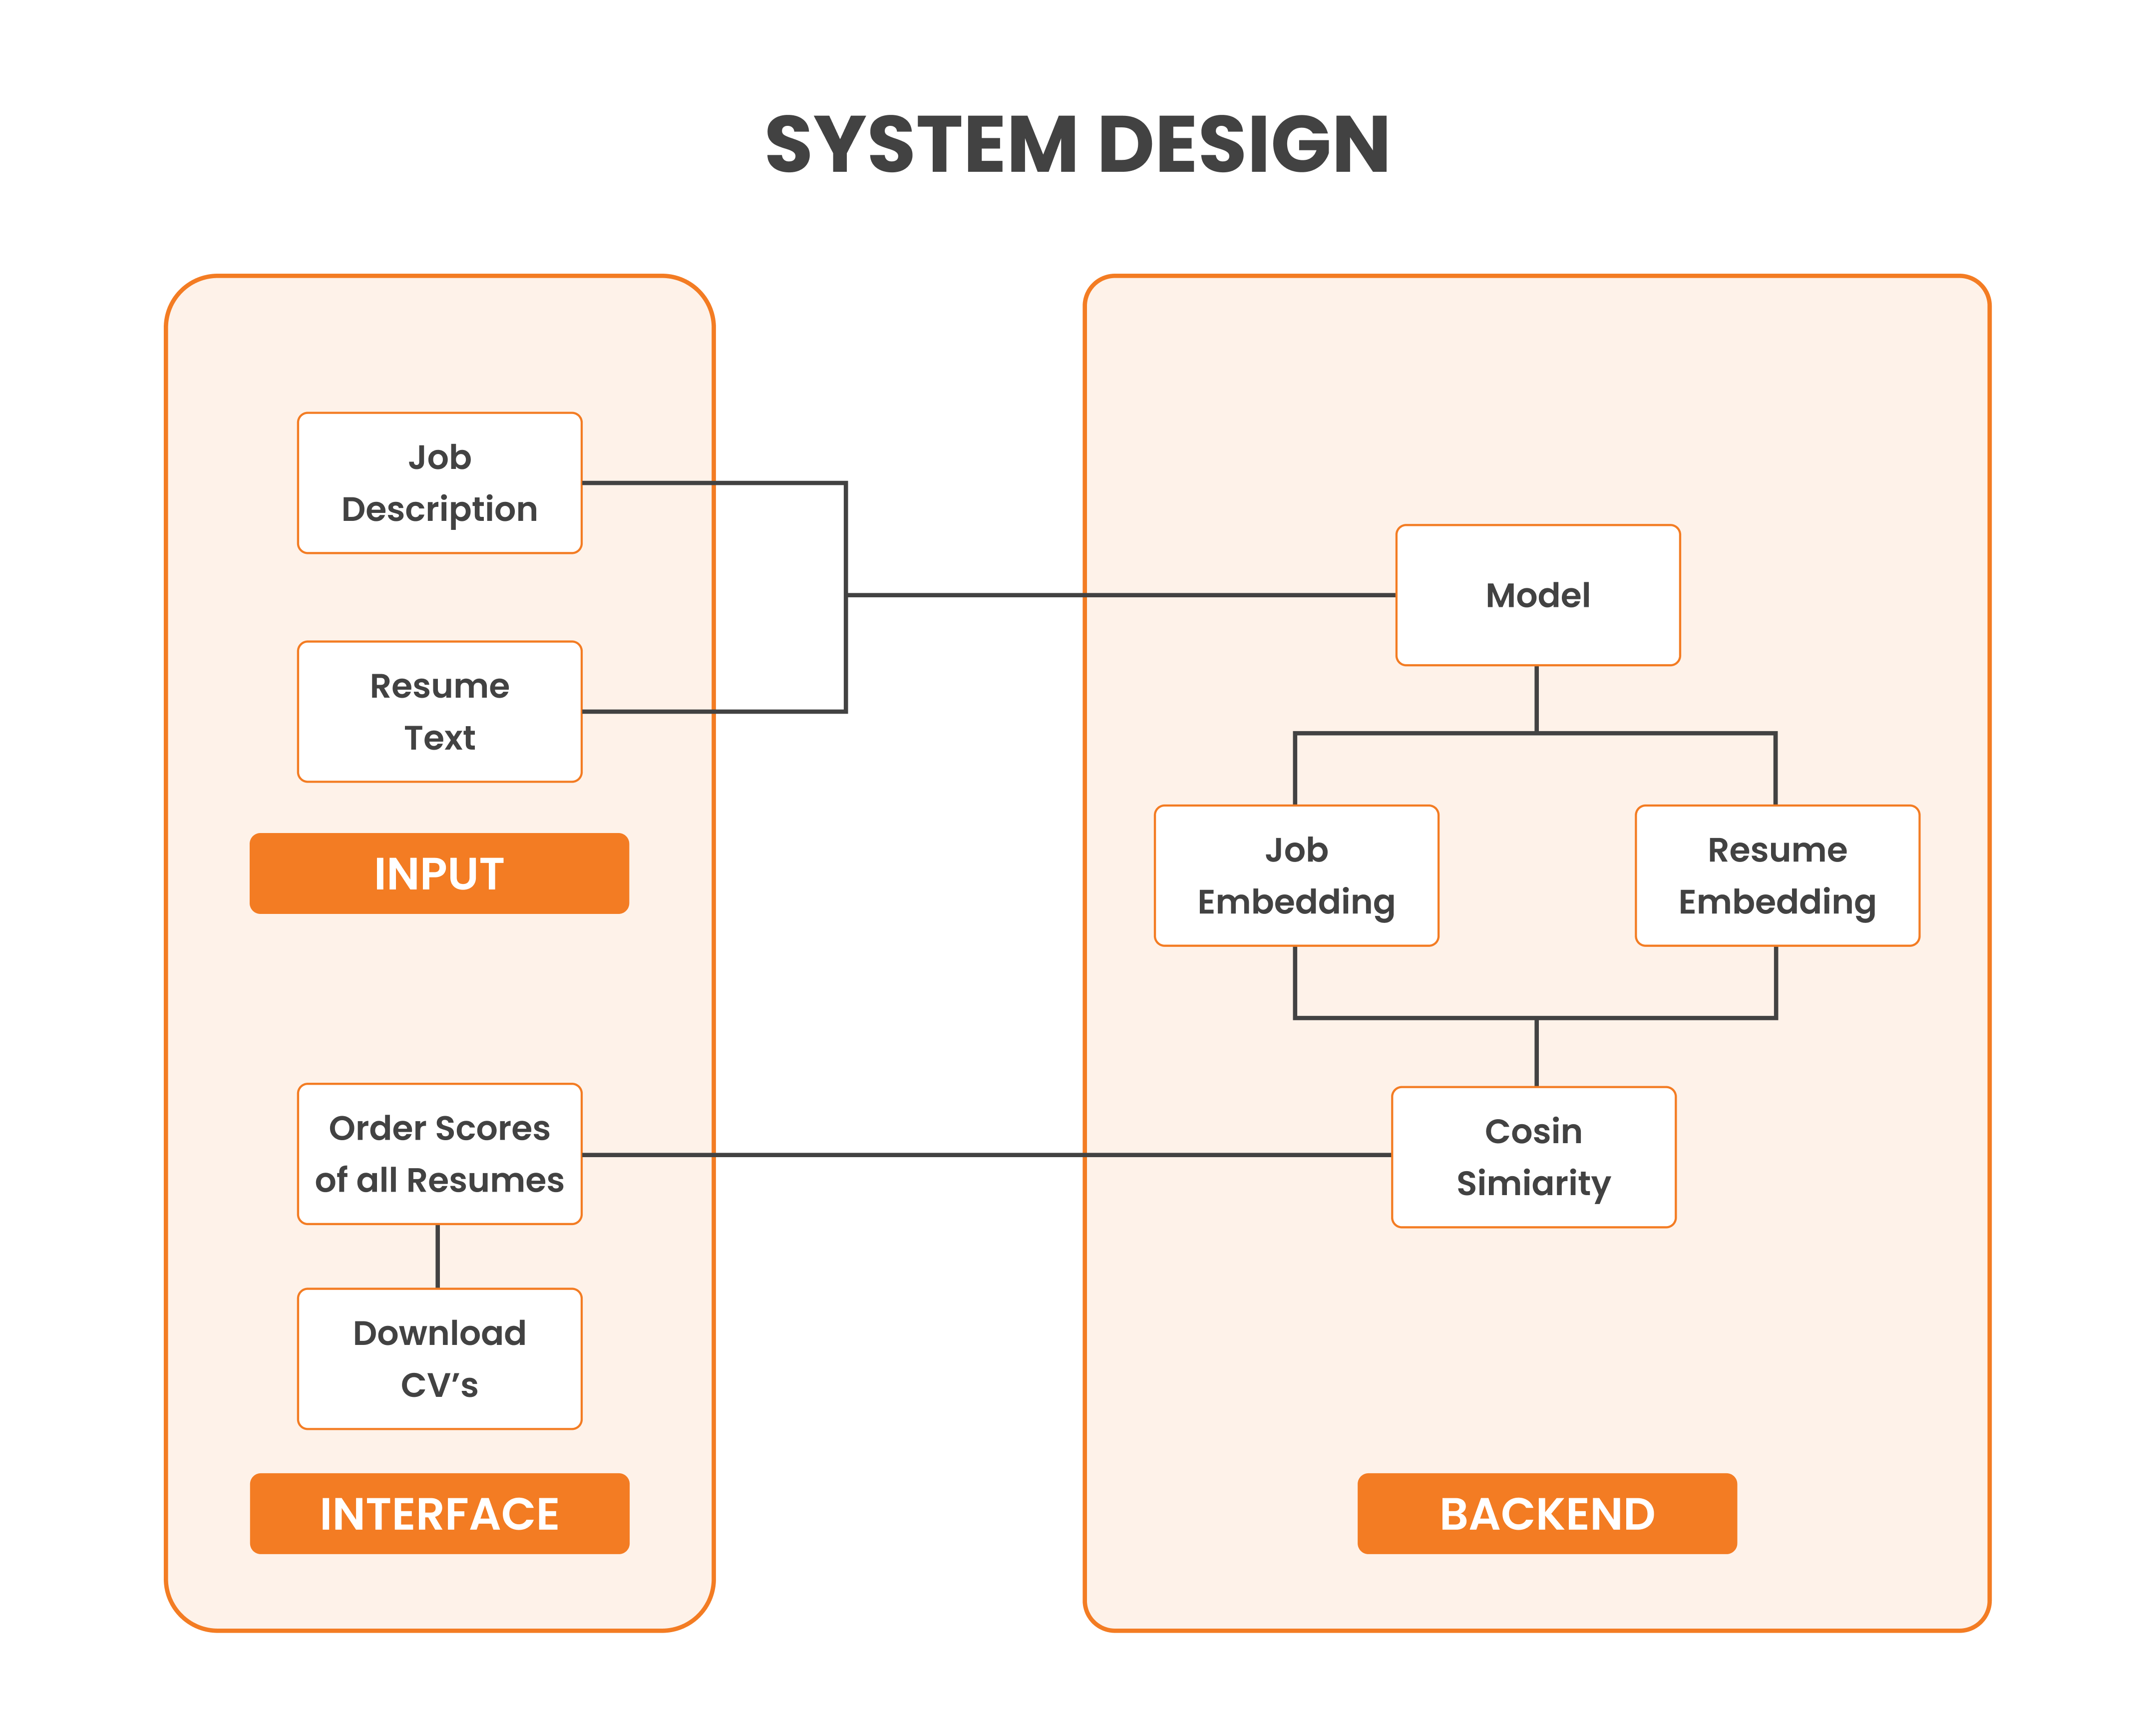 SYSTEM DESIGN
Job
Description
Resume
Text
INPUT
Order Scores
of all Resumes
Download
CV’s
INTERFACE
Model
Job
Embedding
Resume
Embedding
Cosin
Simiarity
BACKEND